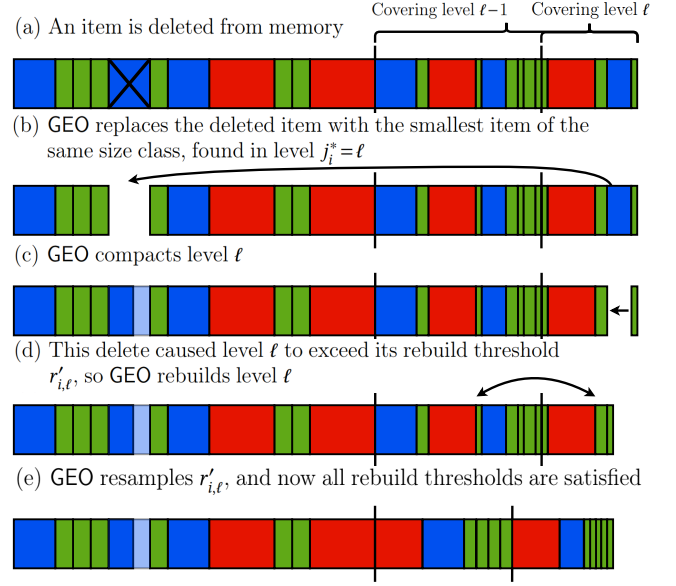 Covering level ℓ−1 Covering level ℓ
(a) An item is deleted from memory
(b) GEO replaces the deleted item with the smallest item of the
same size class, found in level j*_i = ℓ
(c) GEO compacts level ℓ
(d) This delete caused level ℓ to exceed its rebuild threshold
r′_{i,ℓ}, so GEO rebuilds level ℓ
(e) GEO resamples r′_{i,ℓ}, and now all rebuild thresholds are satisfied